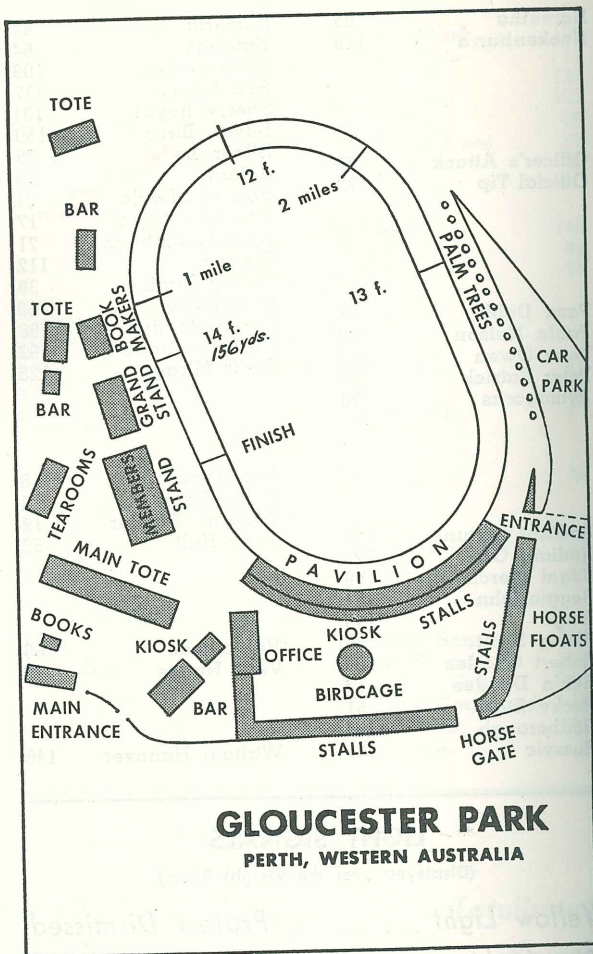 TOTE
12 f.
2 miles
BAR
PALM TREES
1 mile
13 f.
TOTE
BOOK
MAKERS
14 f.
156yds.
CAR
PARK
GRAND
STAND
BAR
FINISH
MEMBERS
STAND
TEAROOMS
ENTRANCE
MAIN TOTE
PAVILION
STALLS
BOOKS
KIOSK
OFFICE
KIOSK
STALLS
HORSE
FLOATS
BIRDCAGE
MAIN
ENTRANCE
BAR
STALLS
HORSE
GATE
GLOUCESTER PARK
PERTH, WESTERN AUSTRALIA